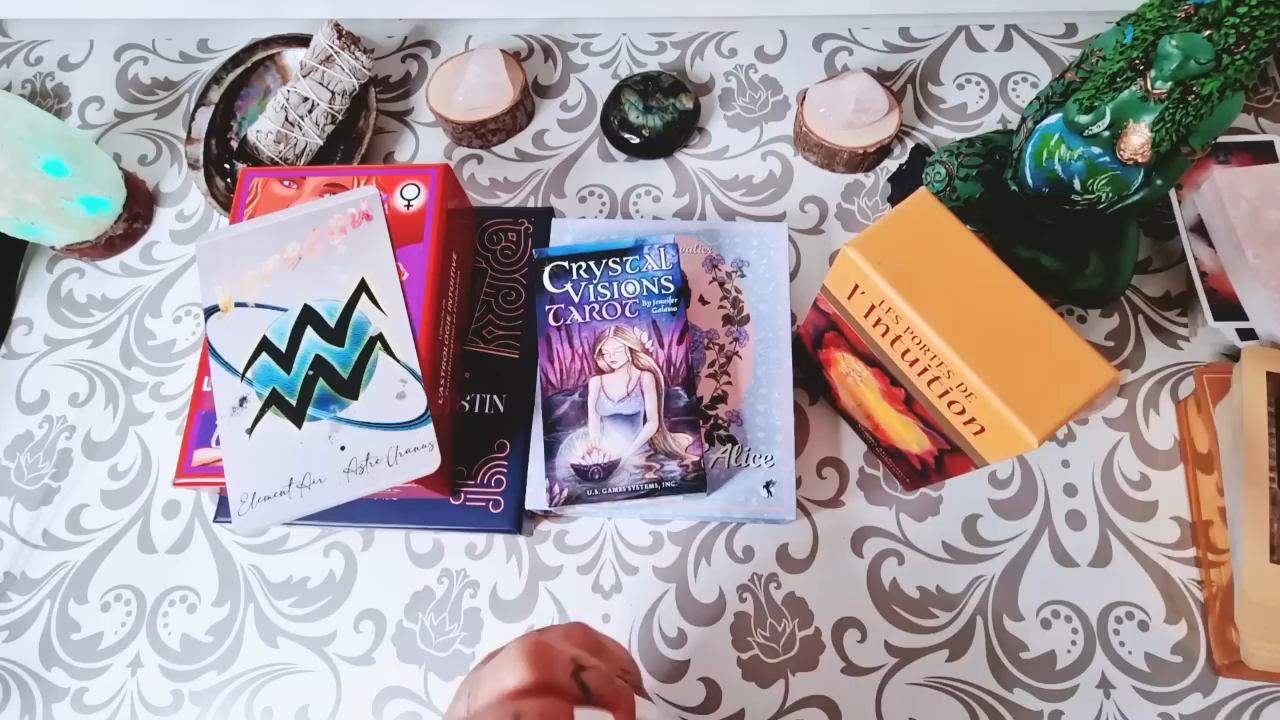 Element Air Astre Uranus
L'ASTROLOGIE INTUITIVE
STIN
CRYSTAL
VISIONS
TAROT
By Jennifer
Galasso
U.S. GAMES SYSTEMS, INC.
Alice
LES PORTES DE
l'intuition